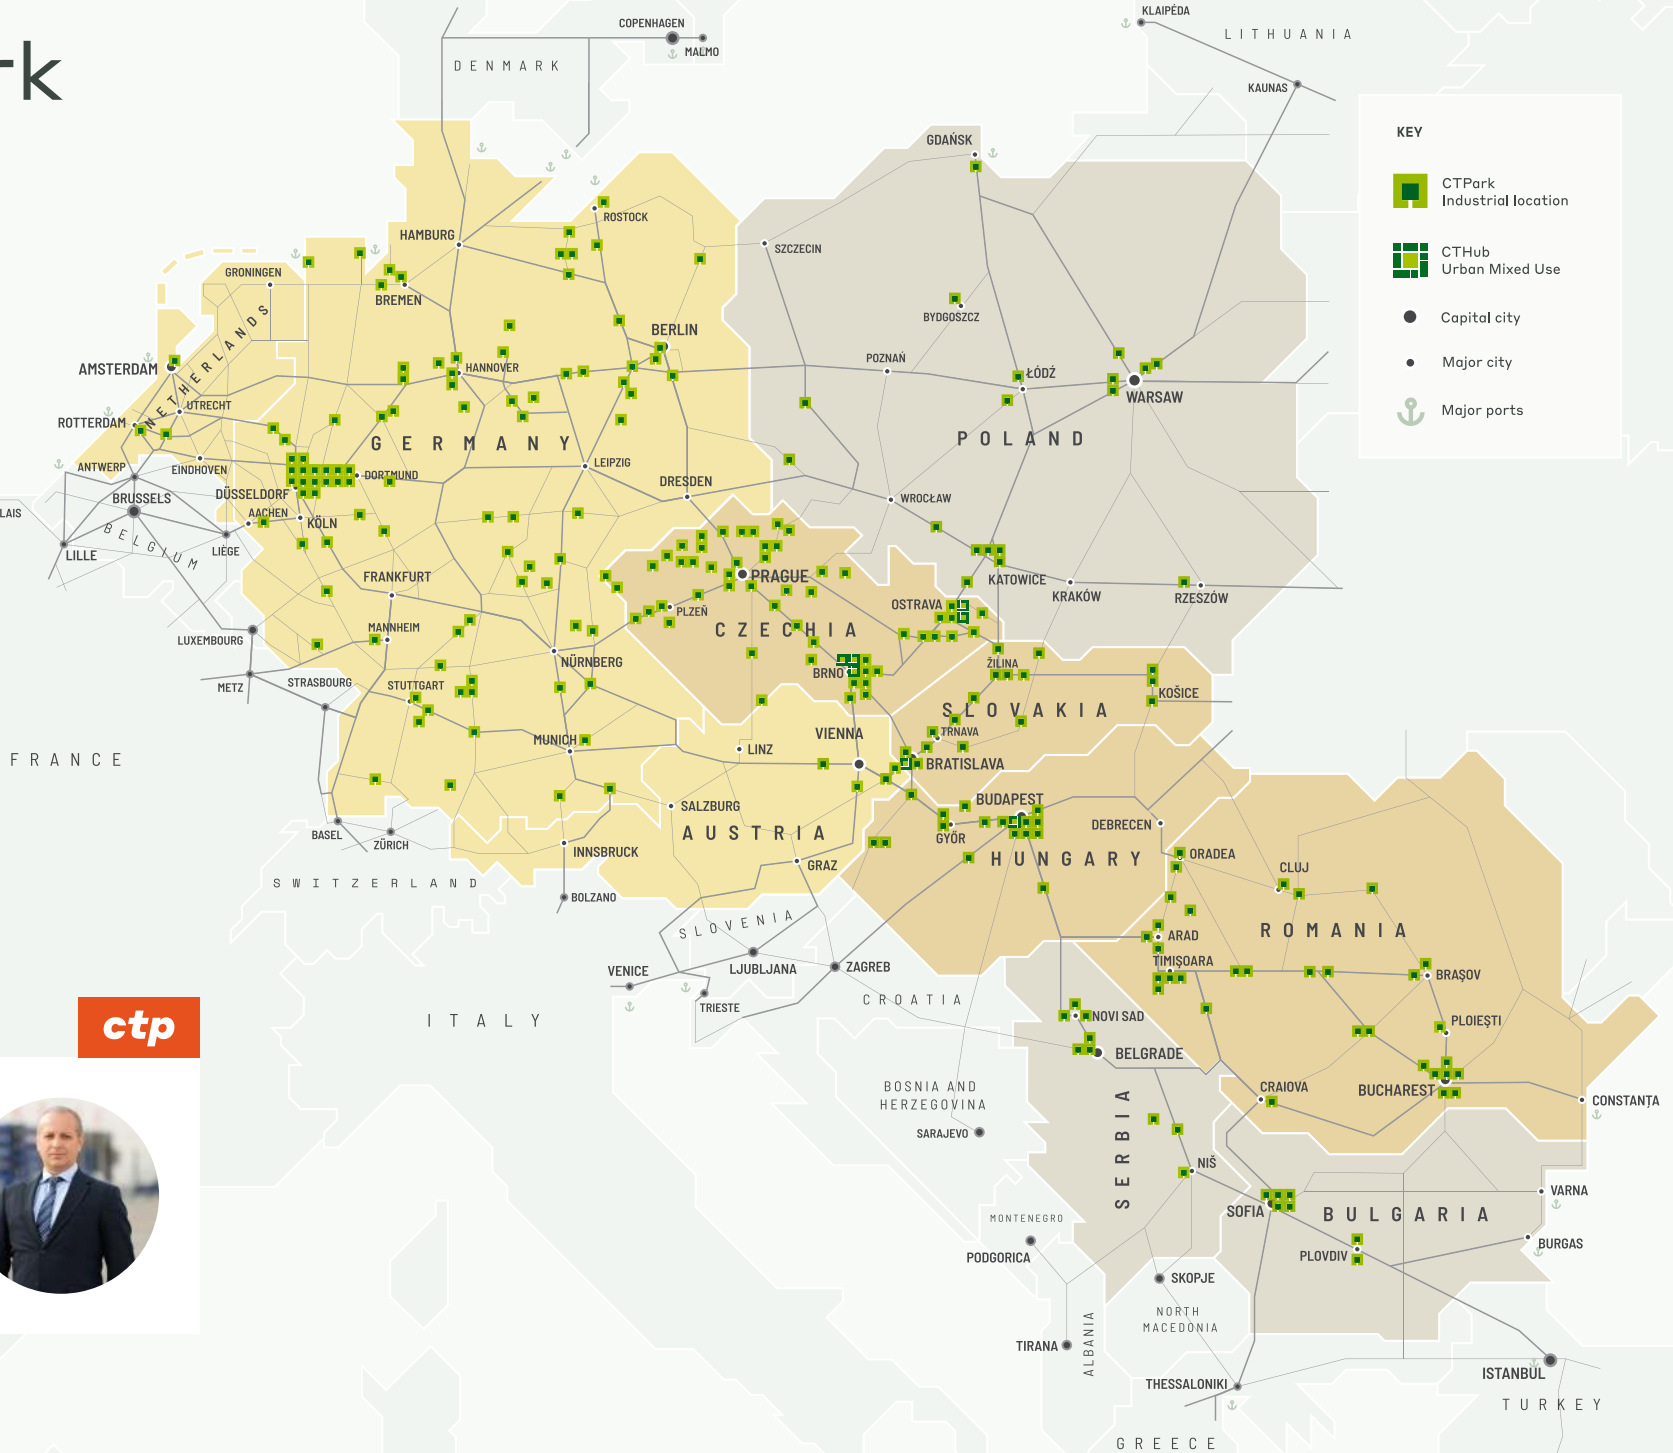 rk
KEY
CTPark
Industrial location
CTHub
Urban Mixed Use
Capital city
Major city
Major ports
KLAIPÉDA
LITHUANIA
KAUNAS
COPENHAGEN
MALMO
DENMARK
GDAŃSK
ROSTOCK
HAMBURG
SZCZECIN
GRONINGEN
BREMEN
BYDGOSZCZ
BERLIN
NETHERLANDS
AMSTERDAM
HANNOVER
POZNAŃ
ŁÓDŹ
WARSAW
UTRECHT
ROTTERDAM
GERMANY
POLAND
ANTWERP
EINDHOVEN
DORTMUND
LEIPZIG
DRESDEN
BRUSSELS
DÜSSELDORF
WROCŁAW
LAIS
AACHEN
KÖLN
BELGIUM
LILLE
LIÈGE
FRANKFURT
PRAGUE
KATOWICE
KRAKÓW
RZESZÓW
OSTRAVA
PLZEŇ
CZECHIA
LUXEMBOURG
MANNHEIM
NÜRNBERG
ŽILINA
BRNO
METZ
STRASBOURG
STUTTGART
KOŠICE
SLOVAKIA
FRANCE
MUNICH
LINZ
VIENNA
TRNAVA
BRATISLAVA
SALZBURG
BUDAPEST
BASEL
ZÜRICH
AUSTRIA
GYŐR
DEBRECEN
INNSBRUCK
GRAZ
HUNGARY
ORADEA
CLUJ
SWITZERLAND
BOLZANO
SLOVENIA
ROMANIA
ARAD
TIMIŞOARA
VENICE
LJUBLJANA
ZAGREB
BRAŞOV
TRIESTE
CROATIA
NOVI SAD
ITALY
PLOIEŞTI
ctp
BELGRADE
BOSNIA AND
HERZEGOVINA
CRAIOVA
BUCHAREST
CONSTANȚA
SARAJEVO
SERBIA
NIŠ
VARNA
SOFIA
BULGARIA
MONTENEGRO
PODGORICA
PLOVDIV
BURGAS
SKOPJE
NORTH
MACEDONIA
TIRANA
ALBANIA
ISTANBUL
THESSALONIKI
TURKEY
GREECE